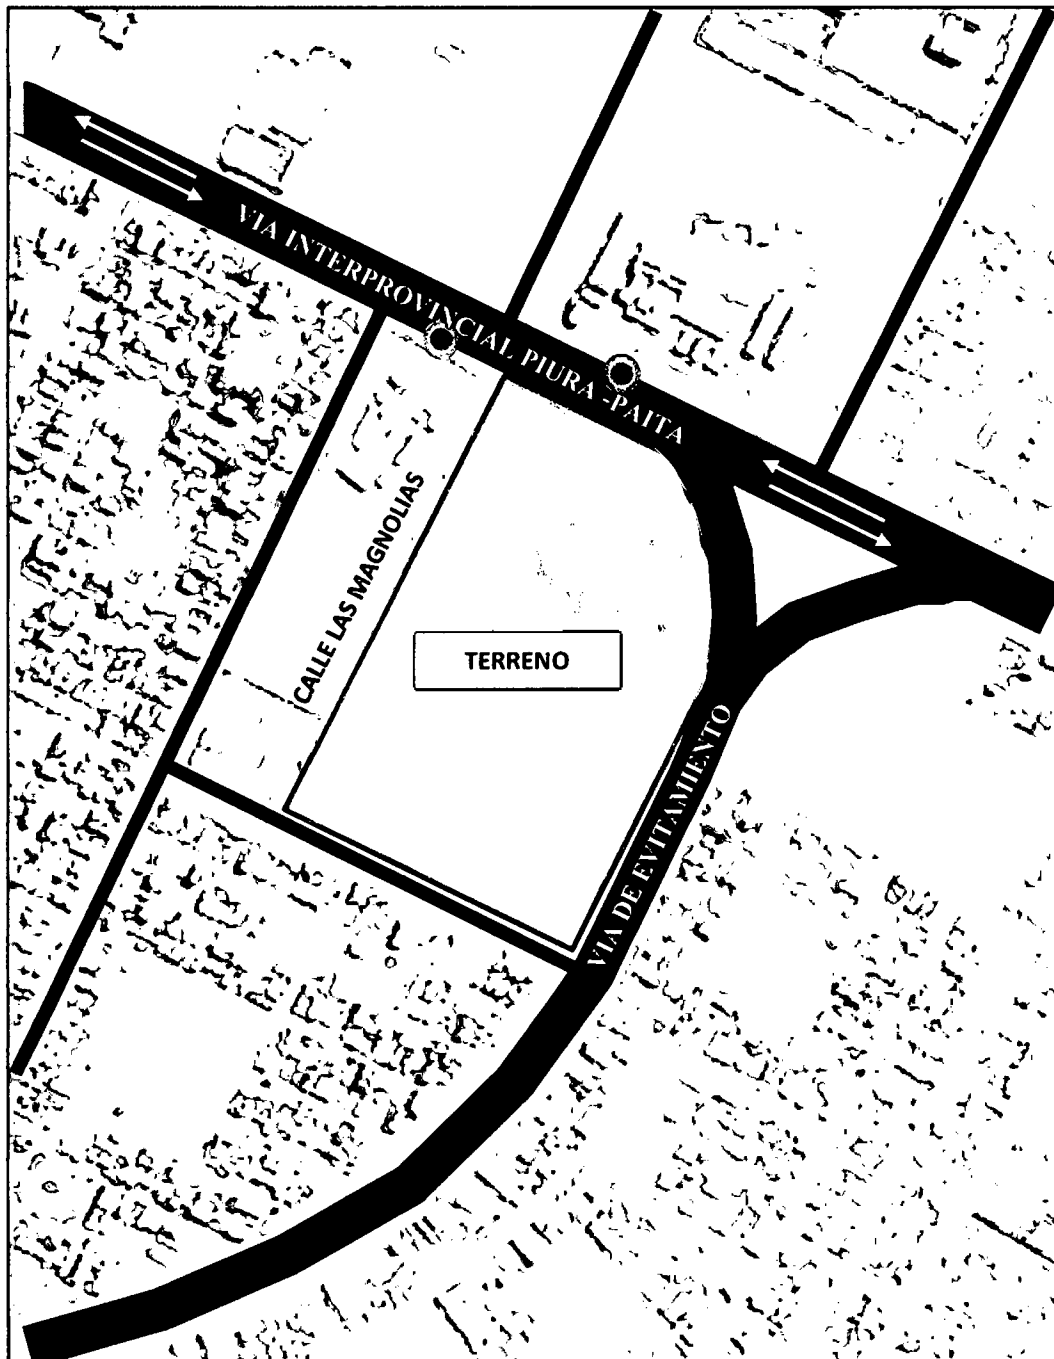 VIA INTERPROVINCIAL PIURA -PAITA
CALLE LAS MAGNOLIAS
TERRENO
VIA DE EVITAMIENTO